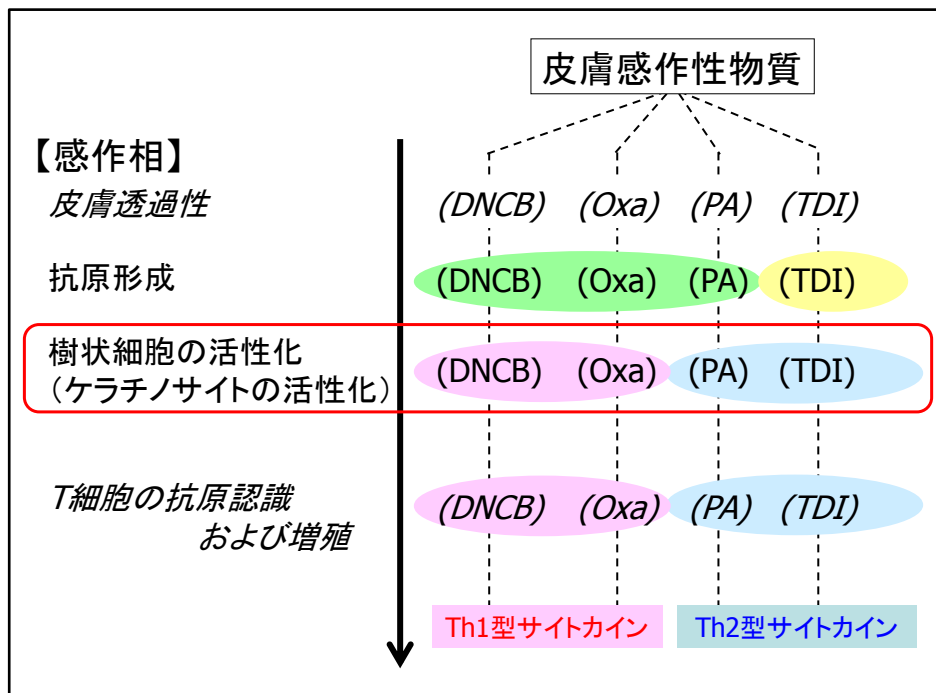 皮膚感作性物質
【感作相】
皮膚透過性 (DNCB) (Oxa) (PA) (TDI)
抗原形成 (DNCB) (Oxa) (PA) (TDI)
樹状細胞の活性化
(ケラチノサイトの活性化) (DNCB) (Oxa) (PA) (TDI)
T細胞の抗原認識
および増殖 (DNCB) (Oxa) (PA) (TDI)
Th1型サイトカイン Th2型サイトカイン